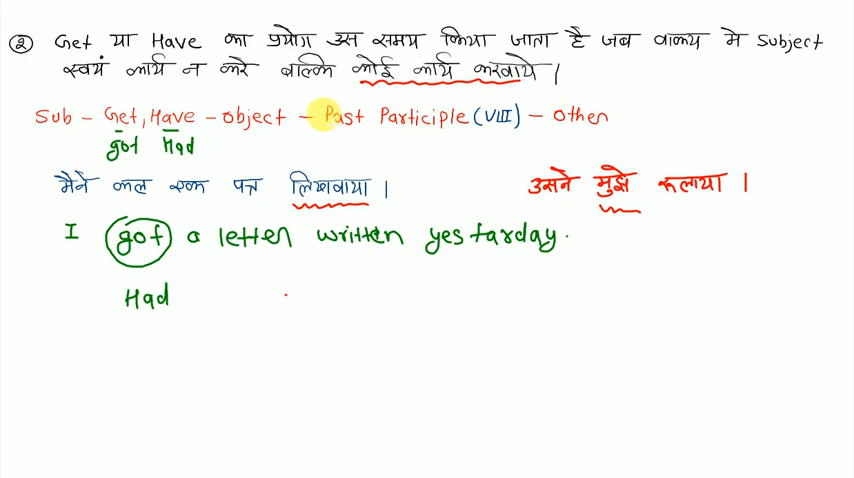 ② Get या Have का प्रयोग उस समय किया जाता है जब वाक्य मे Subject
स्वयं कार्य न करे बल्कि कोई कार्य करवाये।
Sub - Get, Have - object - Past Participle (VIII) - Other
got Had
मैने कल एक पत्र लिखवाया। उसने मुझे रूलाया।
I got a letter written yestarday.
Had